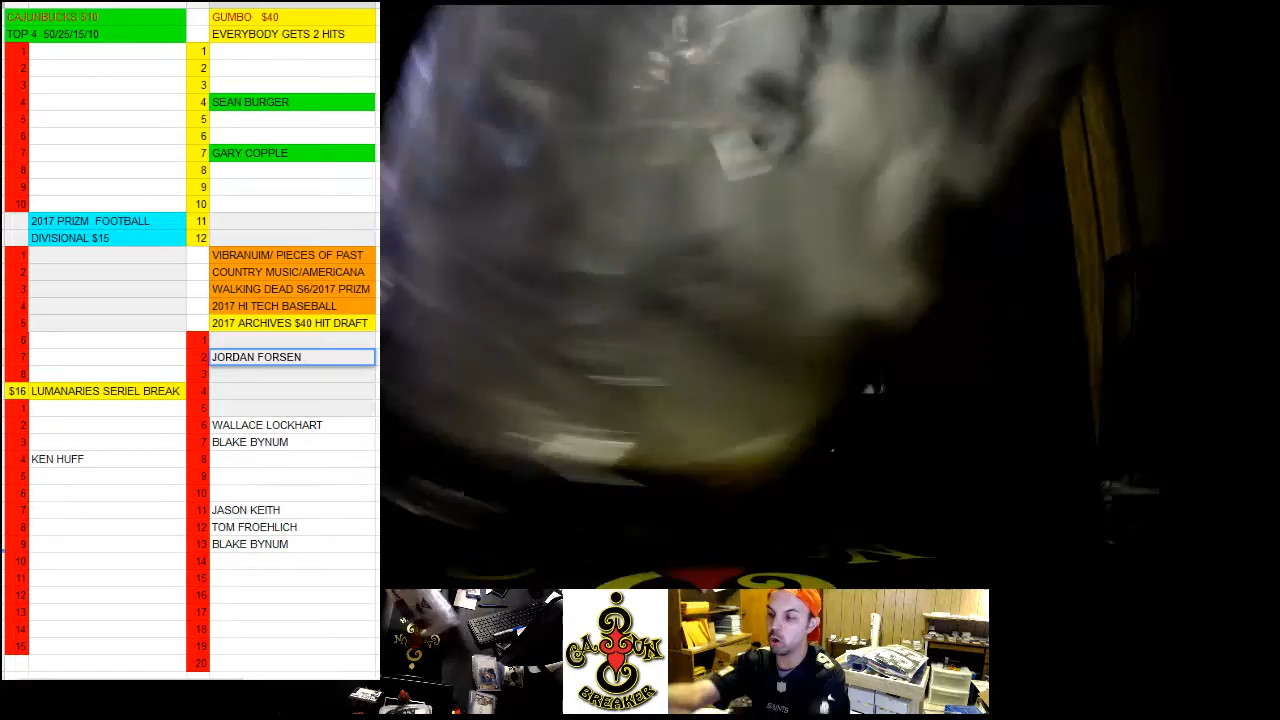 CAJUNBUCKS $10
TOP 4 50/25/15/10
1
2
3
4
5
6
7
8
9
10
2017 PRIZM FOOTBALL
DIVISIONAL $15
1
2
3
4
5
6
7
8
$16 LUMANARIES SERIEL BREAK
1
2
3
4 KEN HUFF
5
6
7
8
9
10
11
12
13
14
15
GUMBO $40
EVERYBODY GETS 2 HITS
1
2
3
4 SEAN BURGER
5
6
7 GARY COPPLE
8
9
10
11
12
VIBRANUIM/ PIECES OF PAST
COUNTRY MUSIC/AMERICANA
WALKING DEAD S6/2017 PRIZM
2017 HI TECH BASEBALL
2017 ARCHIVES $40 HIT DRAFT
1
2 JORDAN FORSEN
3
4
5
6 WALLACE LOCKHART
7 BLAKE BYNUM
8
9
10
11 JASON KEITH
12 TOM FROEHLICH
13 BLAKE BYNUM
14
15
16
17
18
19
20
CAJUN
BREAKER
SAINTS